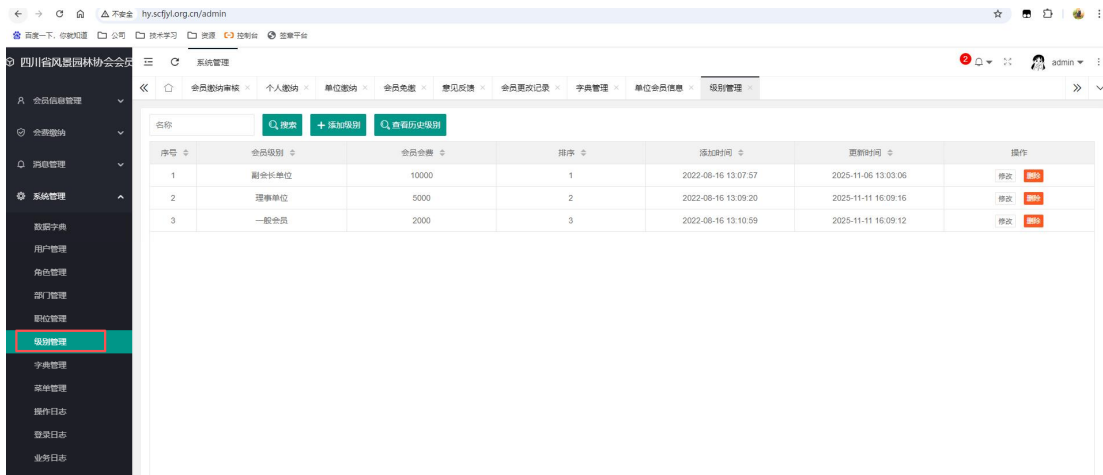 不安全 hy.scfjyl.org.cn/admin
百度一下，你就知道 公司 技术学习 资源 控制台 签章平台
四川省风景园林协会会员 系统管理 2 admin
会员缴纳审核 个人缴纳 单位缴纳 会员免缴 意见反馈 会员更改记录 字典管理 单位会员信息 级别管理
会员信息管理
会费缴纳
消息管理
系统管理
数据字典
用户管理
角色管理
部门管理
职位管理
级别管理
字典管理
菜单管理
操作日志
登录日志
业务日志
名称 搜索 添加级别 查看历史级别
序号 会员级别 会员会费 排序 添加时间 更新时间 操作
1 副会长单位 10000 1 2022-08-16 13:07:57 2025-11-06 13:03:06 修改 删除
2 理事单位 5000 2 2022-08-16 13:09:20 2025-11-11 16:09:16 修改 删除
3 一般会员 2000 3 2022-08-16 13:10:59 2025-11-11 16:09:12 修改 删除